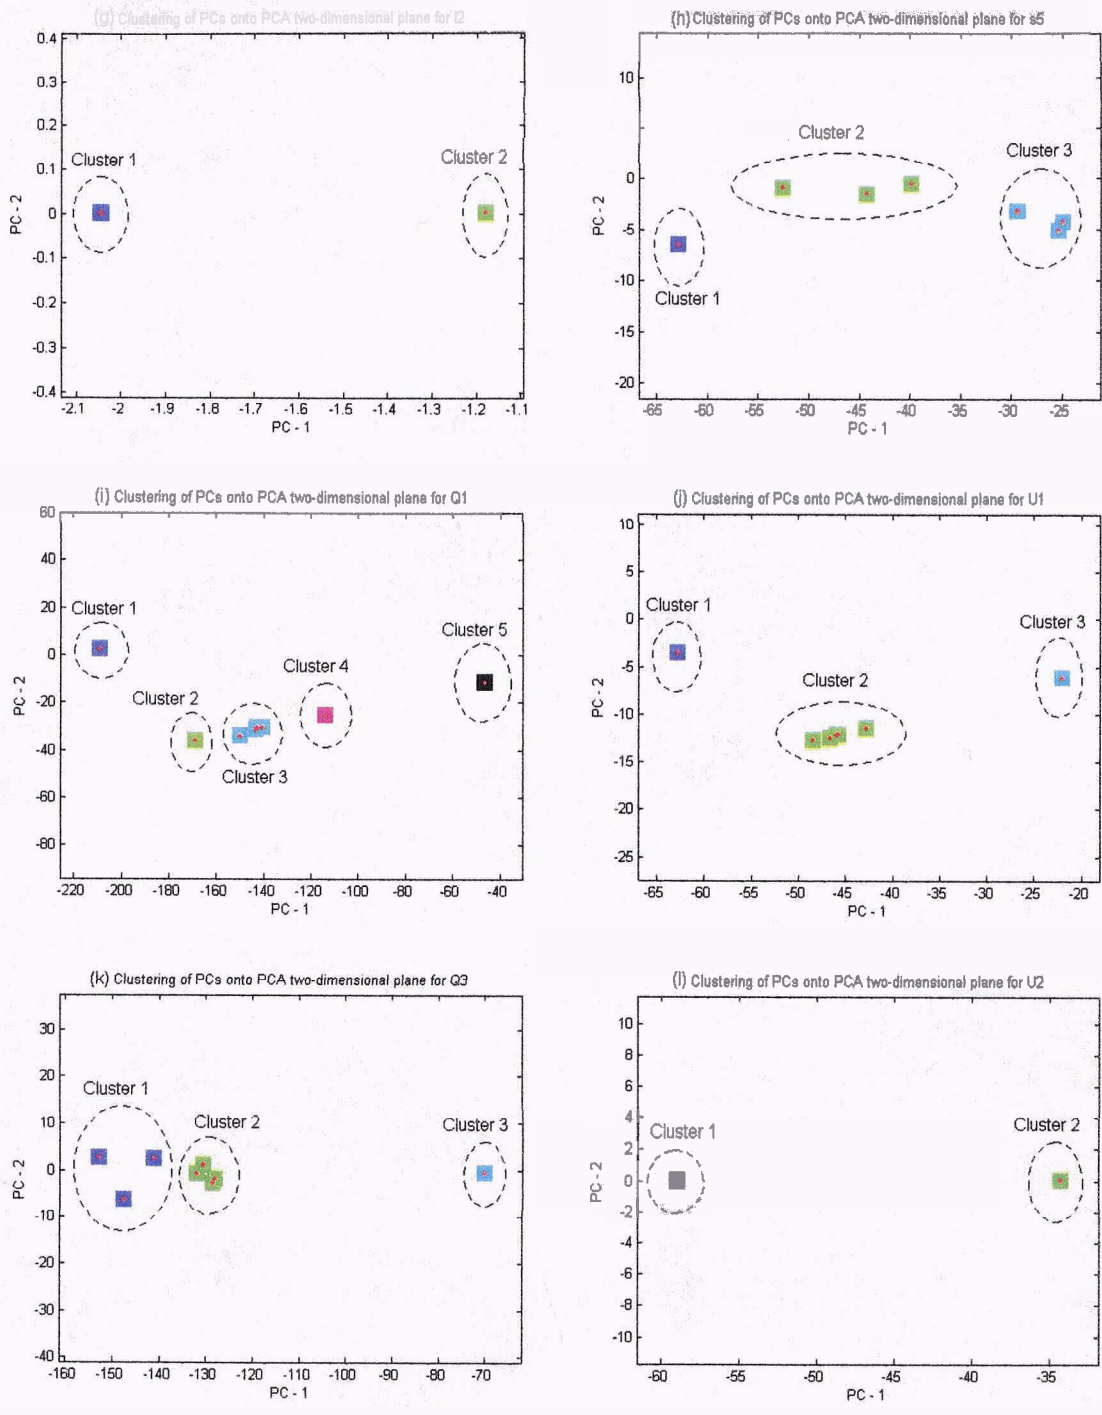 (g) Clustering of PCs onto PCA two-dimensional plane for I2
0.4
0.3
0.2
0.1
0
-0.1
-0.2
-0.3
-0.4
PC - 2
Cluster 1
Cluster 2
-2.1 -2 -1.9 -1.8 -1.7 -1.6 -1.5 -1.4 -1.3 -1.2 -1.1
PC - 1
(h) Clustering of PCs onto PCA two-dimensional plane for s5
10
5
0
-5
-10
-15
-20
PC - 2
Cluster 2
Cluster 3
Cluster 1
-65 -60 -55 -50 -45 -40 -35 -30 -25
PC - 1
(i) Clustering of PCs onto PCA two-dimensional plane for Q1
60
40
20
0
-20
-40
-60
-80
PC - 2
Cluster 1
Cluster 5
Cluster 4
Cluster 2
Cluster 3
-220 -200 -180 -160 -140 -120 -100 -80 -60 -40
PC - 1
(j) Clustering of PCs onto PCA two-dimensional plane for U1
10
5
0
-5
-10
-15
-20
-25
PC - 2
Cluster 1
Cluster 3
Cluster 2
-65 -60 -55 -50 -45 -40 -35 -30 -25 -20
PC - 1
(k) Clustering of PCs onto PCA two-dimensional plane for Q3
30
20
10
0
-10
-20
-30
-40
PC - 2
Cluster 1
Cluster 2
Cluster 3
-160 -150 -140 -130 -120 -110 -100 -90 -80 -70
PC - 1
(l) Clustering of PCs onto PCA two-dimensional plane for U2
10
8
6
4
2
0
-2
-4
-6
-8
-10
PC - 2
Cluster 1
Cluster 2
-60 -55 -50 -45 -40 -35
PC - 1